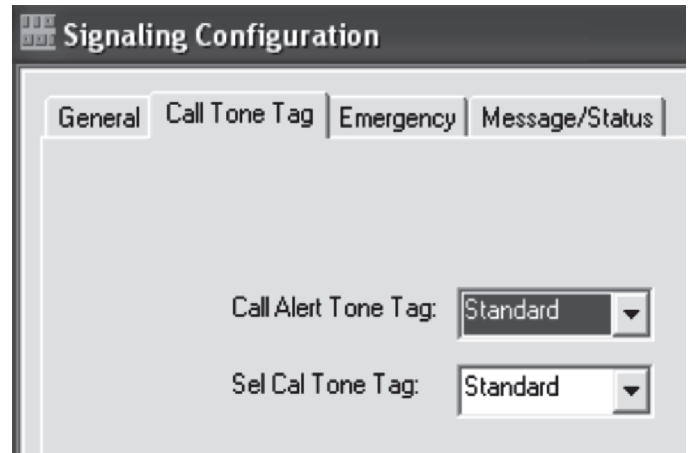 Signaling Configuration
General Call Tone Tag Emergency Message/Status
Call Alert Tone Tag: Standard
Sel Cal Tone Tag: Standard